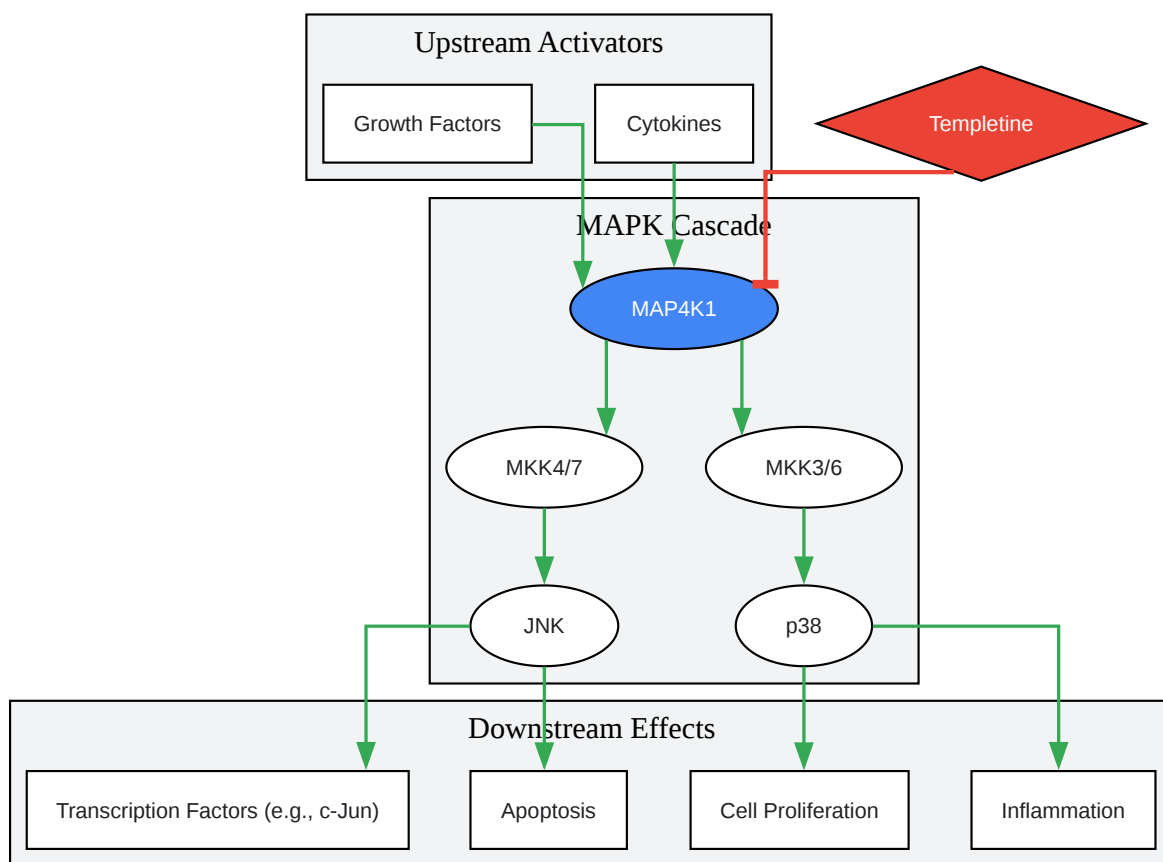 Upstream Activators
Growth Factors
Cytokines
Templetine
MAPK Cascade
MAP4K1
MKK4/7
MKK3/6
JNK
p38
Downstream Effects
Transcription Factors (e.g., c-Jun)
Apoptosis
Cell Proliferation
Inflammation